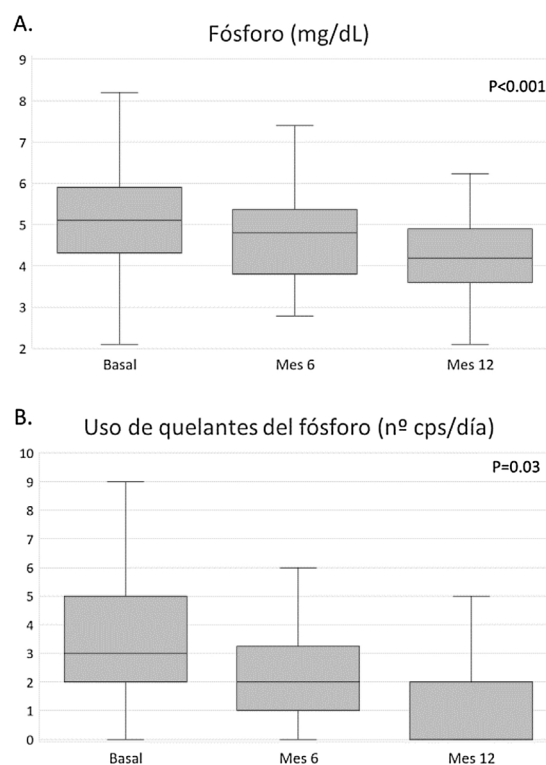 A.
Fósforo (mg/dL)
9
P<0.001
8
7
6
5
4
3
2
Basal
Mes 6
Mes 12
B.
Uso de quelantes del fósforo (nº cps/día)
10
P=0.03
9
8
7
6
5
4
3
2
1
0
Basal
Mes 6
Mes 12